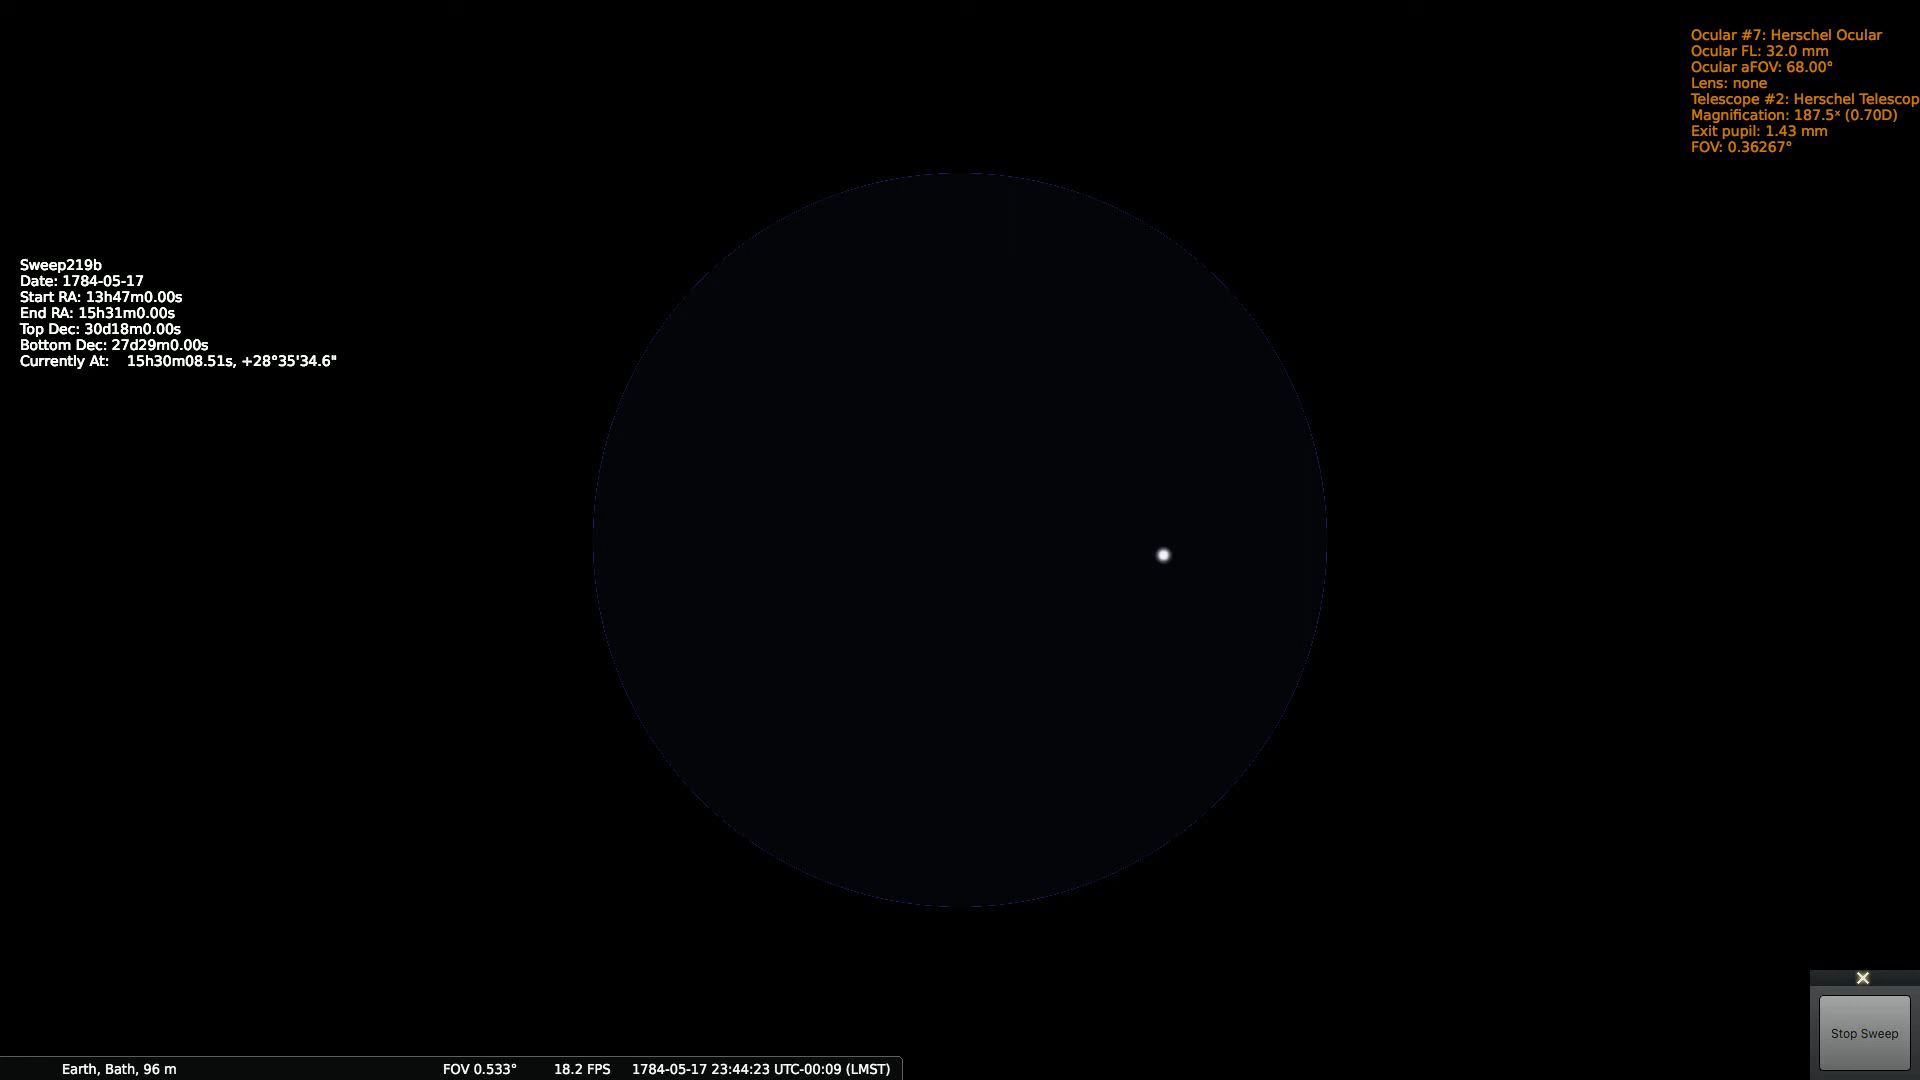 Ocular #7: Herschel Ocular
Ocular FL: 32.0 mm
Ocular aFOV: 68.00°
Lens: none
Telescope #2: Herschel Telescop
Magnification: 187.5ˣ (0.70D)
Exit pupil: 1.43 mm
FOV: 0.36267°
Sweep219b
Date: 1784-05-17
Start RA: 13h47m0.00s
End RA: 15h31m0.00s
Top Dec: 30d18m0.00s
Bottom Dec: 27d29m0.00s
Currently At: 15h30m08.51s, +28°35'34.6"
Stop Sweep
Earth, Bath, 96 m FOV 0.533° 18.2 FPS 1784-05-17 23:44:23 UTC-00:09 (LMST)